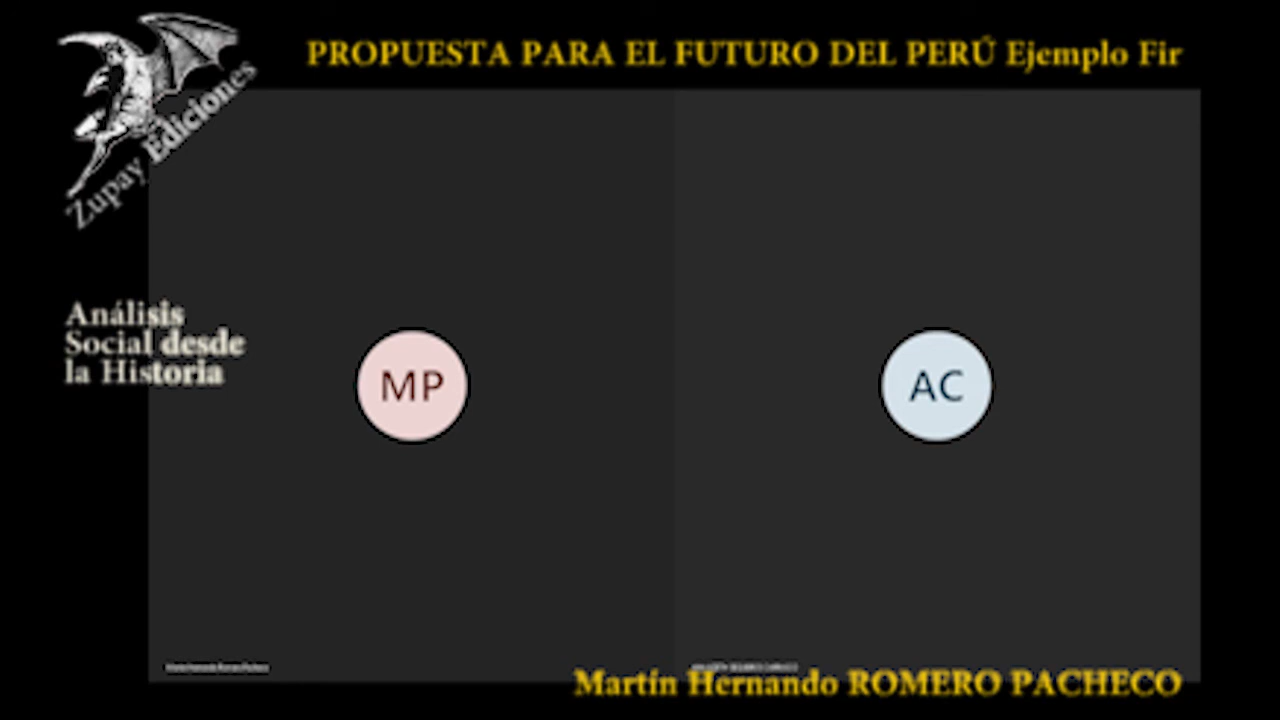 PROPUESTA PARA EL FUTURO DEL PERÚ Ejemplo Fir
Zupay Ediciones
Análisis
Social desde
la Historia
MP
AC
Martín Hernando ROMERO PACHECO